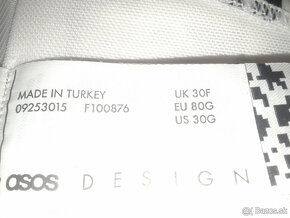 MADE IN TURKEY
09253015 F100876
UK 30F
EU 80G
US 30G
asos DESIGN
bazos.sk